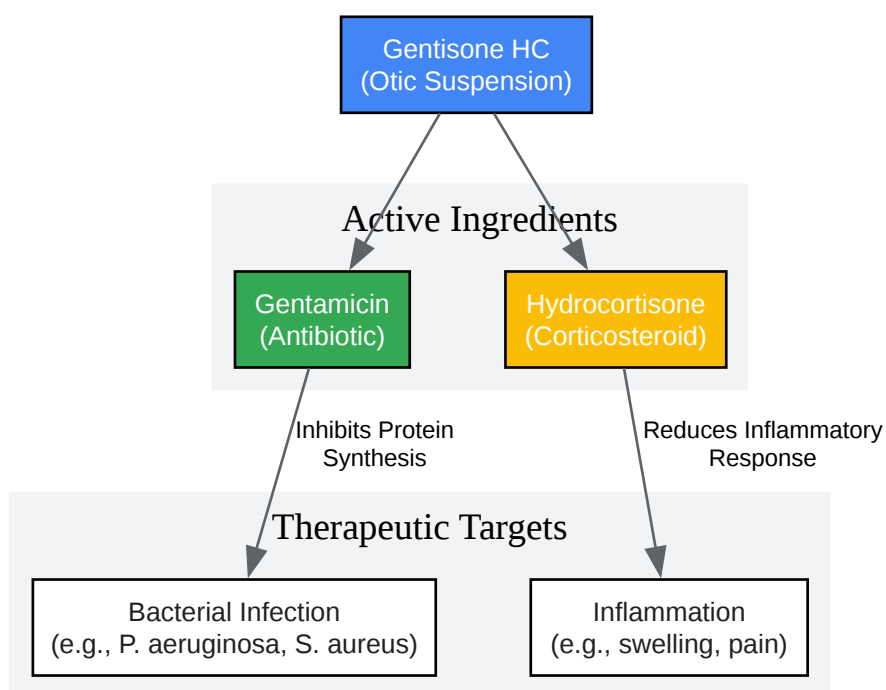 Gentisone HC
(Otic Suspension)
Active Ingredients
Gentamicin
(Antibiotic)
Hydrocortisone
(Corticosteroid)
Inhibits Protein
Synthesis
Reduces Inflammatory
Response
Therapeutic Targets
Bacterial Infection
(e.g., P. aeruginosa, S. aureus)
Inflammation
(e.g., swelling, pain)